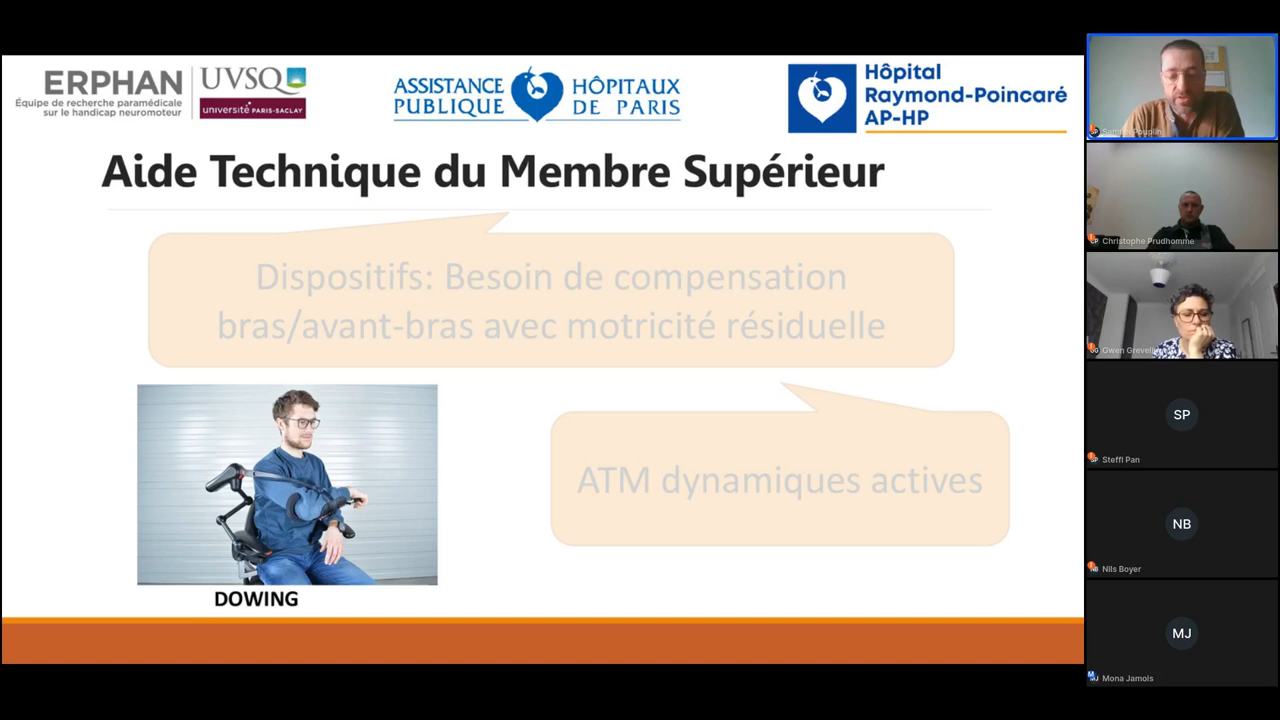 ERPHAN
Équipe de recherche paramédicale
sur le handicap neuromoteur
UVSQ
université PARIS-SACLAY
ASSISTANCE
PUBLIQUE
HÔPITAUX
DE PARIS
Hôpital
Raymond-Poincaré
AP-HP
Aide Technique du Membre Supérieur
Dispositifs: Besoin de compensation
bras/avant-bras avec motricité résiduelle
ATM dynamiques actives
DOWING
Christophe Prudhomme
Gwen
SP
Steffi Pan
NB
Nils Boyer
MJ
Mona Jamois